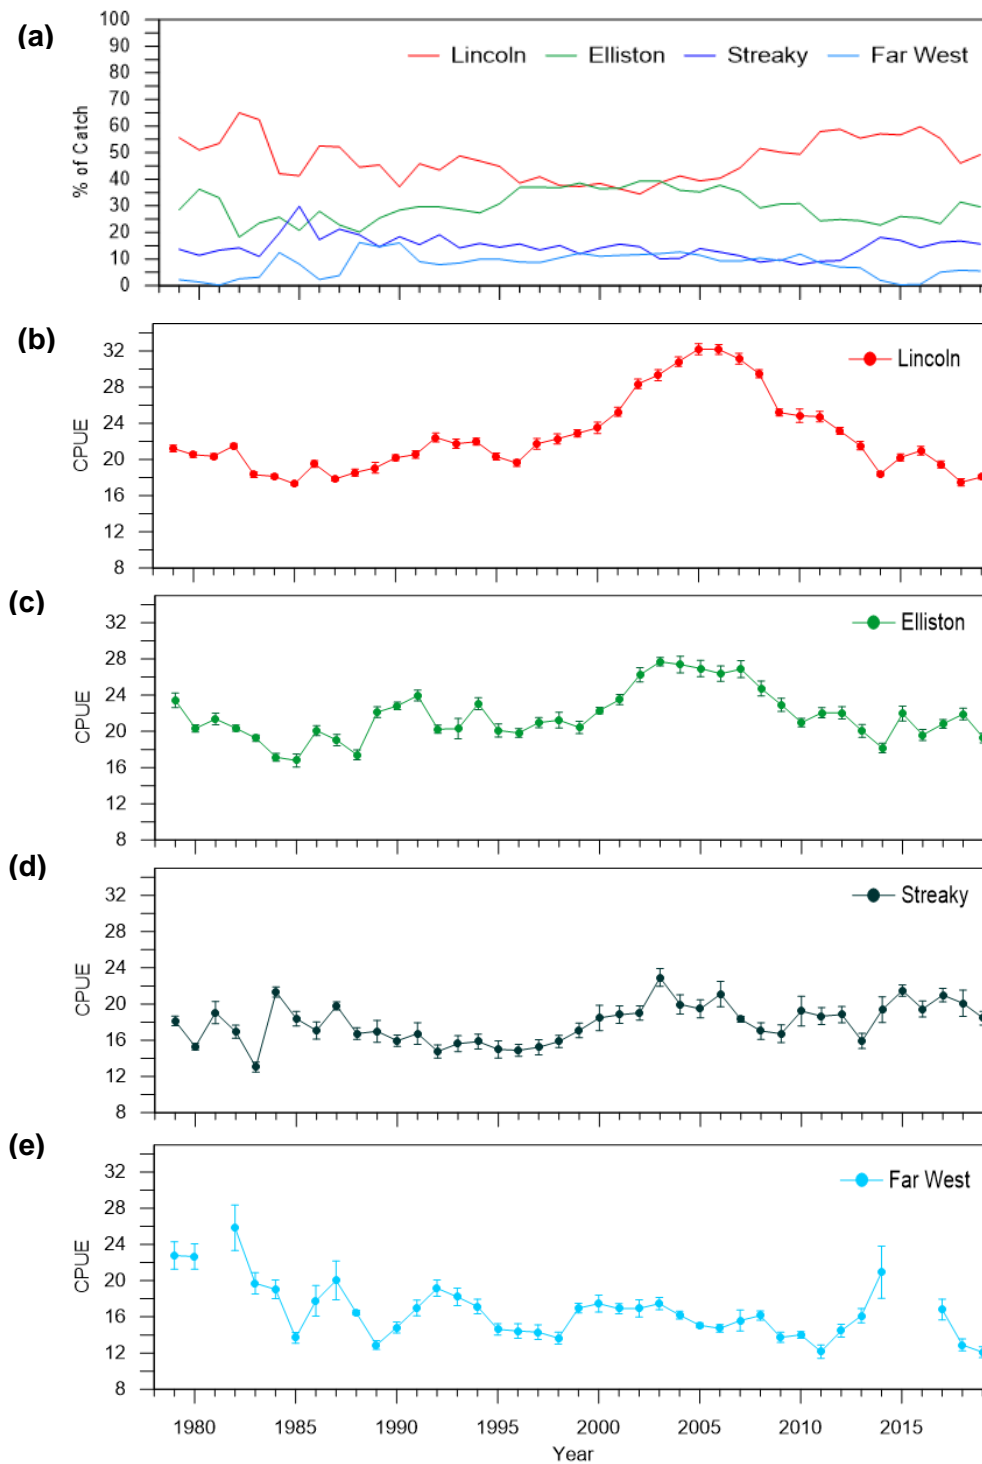 (a)
100
90
80
70
60
50
40
30
20
10
0
% of Catch
Lincoln Elliston Streaky Far West
(b)
32
28
24
20
16
12
8
CPUE
Lincoln
(c)
32
28
24
20
16
12
8
CPUE
Elliston
(d)
32
28
24
20
16
12
8
CPUE
Streaky
(e)
32
28
24
20
16
12
8
CPUE
Far West
1980 1985 1990 1995 2000 2005 2010 2015
Year